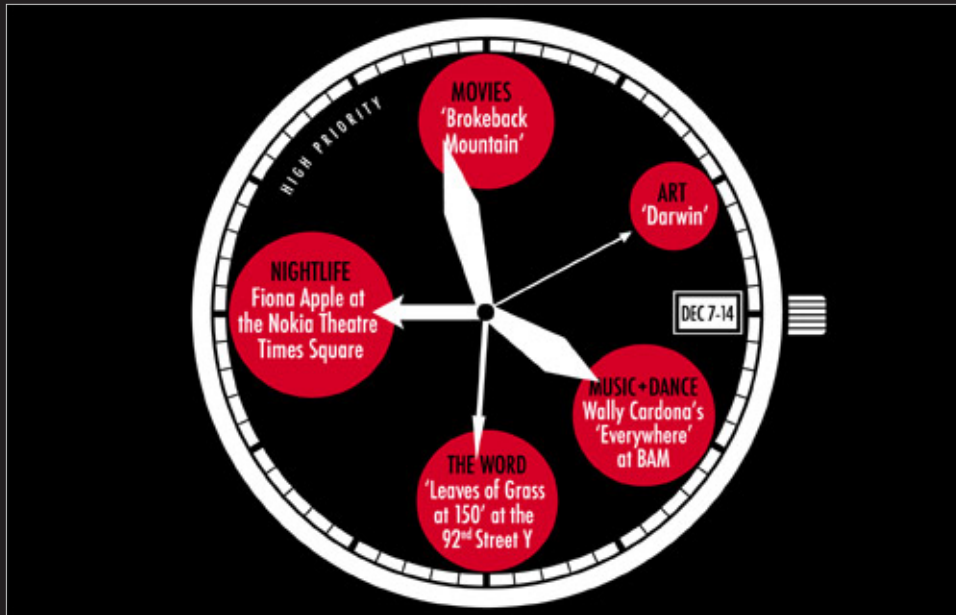 HIGH PRIORITY
MOVIES
‘Brokeback
Mountain’
ART
‘Darwin’
NIGHTLIFE
Fiona Apple at
the Nokia Theatre
Times Square
DEC 7-14
MUSIC+DANCE
Wally Cardona’s
‘Everywhere’
at BAM
THE WORD
‘Leaves of Grass
at 150’ at the
92nd Street Y